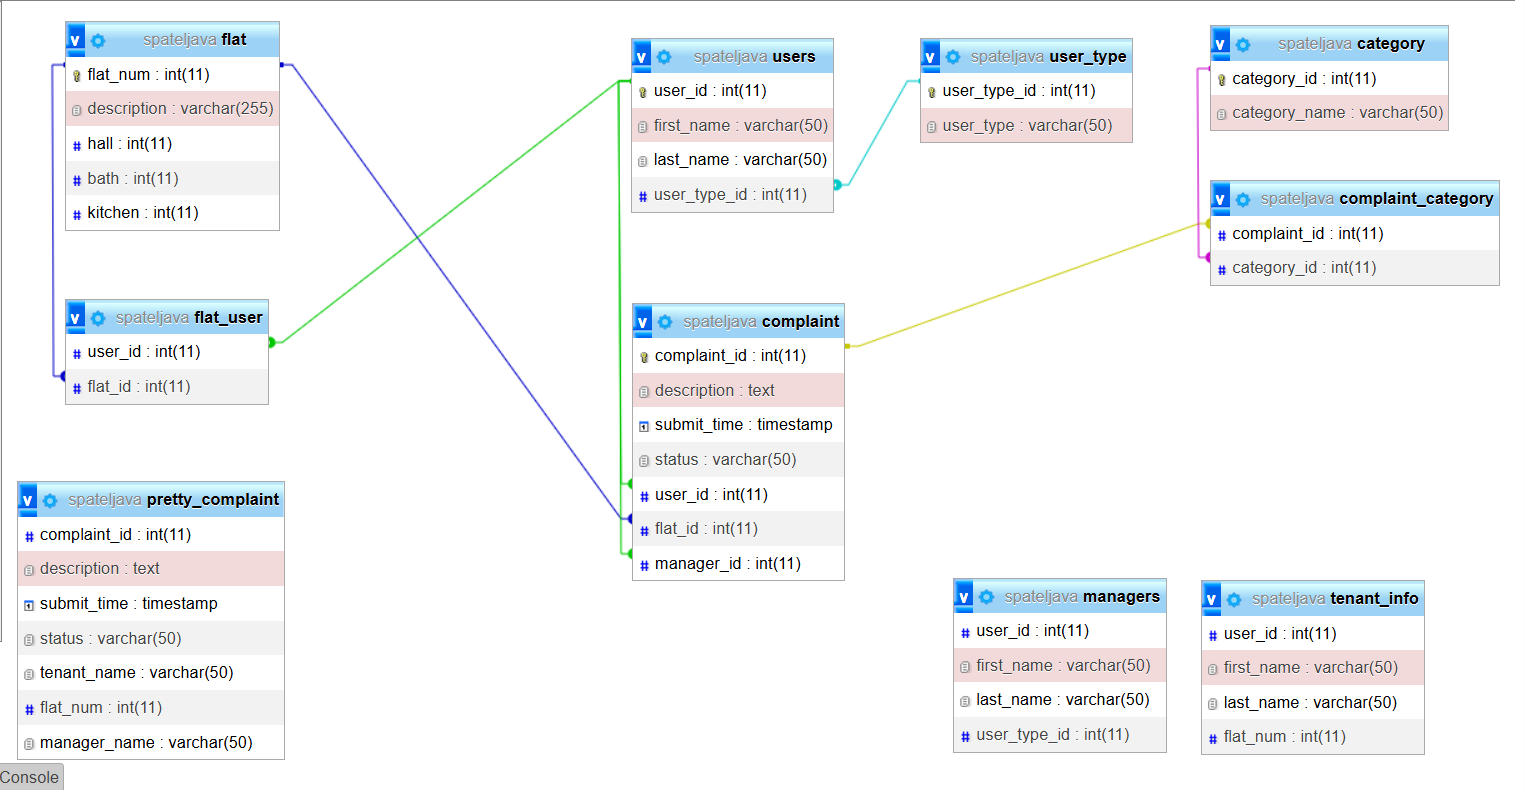 v spateljava flat
flat_num : int(11)
description : varchar(255)
hall : int(11)
bath : int(11)
kitchen : int(11)
v spateljava users
user_id : int(11)
first_name : varchar(50)
last_name : varchar(50)
user_type_id : int(11)
v spateljava user_type
user_type_id : int(11)
user_type : varchar(50)
v spateljava category
category_id : int(11)
category_name : varchar(50)
v spateljava complaint_category
complaint_id : int(11)
category_id : int(11)
v spateljava flat_user
user_id : int(11)
flat_id : int(11)
v spateljava complaint
complaint_id : int(11)
description : text
submit_time : timestamp
status : varchar(50)
user_id : int(11)
flat_id : int(11)
manager_id : int(11)
v spateljava pretty_complaint
complaint_id : int(11)
description : text
submit_time : timestamp
status : varchar(50)
tenant_name : varchar(50)
flat_num : int(11)
manager_name : varchar(50)
v spateljava managers
user_id : int(11)
first_name : varchar(50)
last_name : varchar(50)
user_type_id : int(11)
v spateljava tenant_info
user_id : int(11)
first_name : varchar(50)
last_name : varchar(50)
flat_num : int(11)
Console